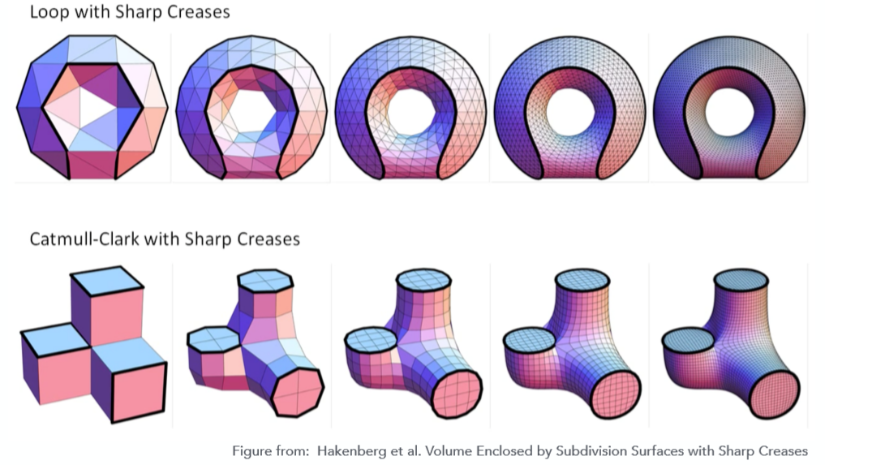 Loop with Sharp Creases
Catmull-Clark with Sharp Creases
Figure from:  Hakenberg et al. Volume Enclosed by Subdivision Surfaces with Sharp Creases